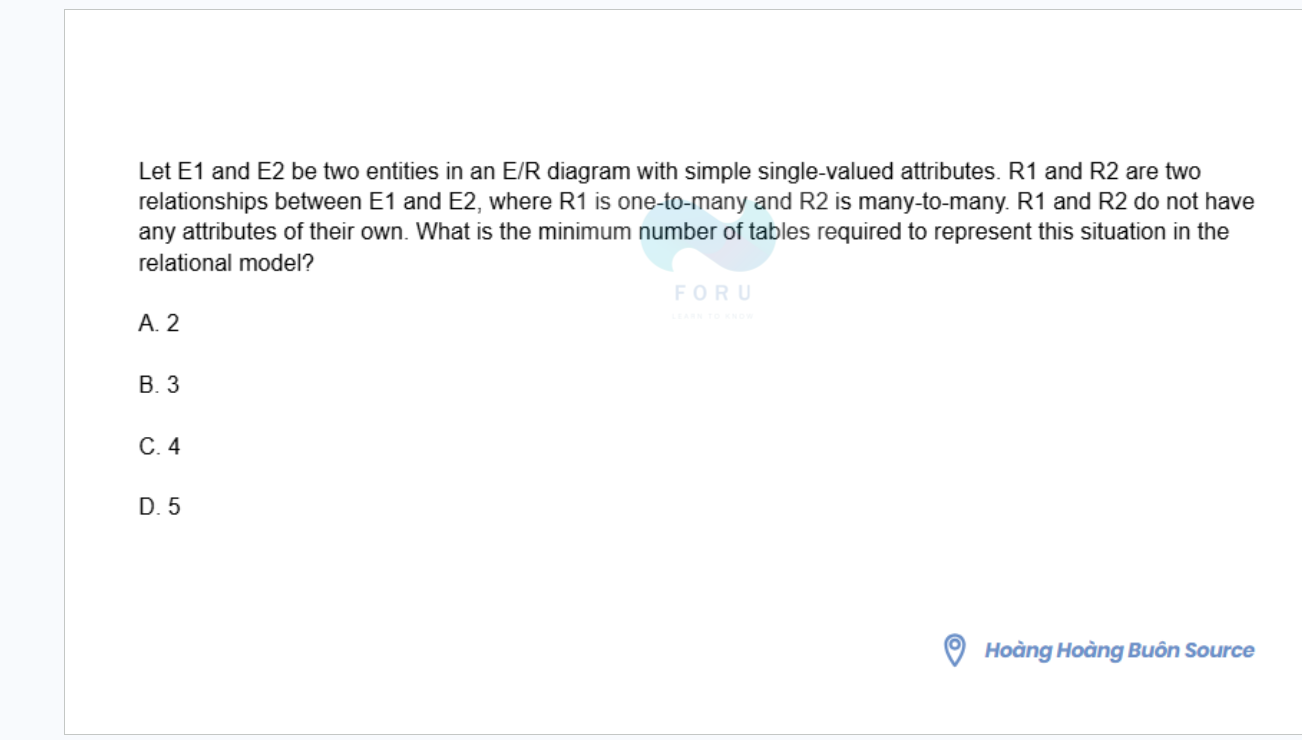 Let E1 and E2 be two entities in an E/R diagram with simple single-valued attributes. R1 and R2 are two
relationships between E1 and E2, where R1 is one-to-many and R2 is many-to-many. R1 and R2 do not have
any attributes of their own. What is the minimum number of tables required to represent this situation in the
relational model?
FORU
LEARN TO KNOW
A. 2
B. 3
C. 4
D. 5
Hoàng Hoàng Buôn Source